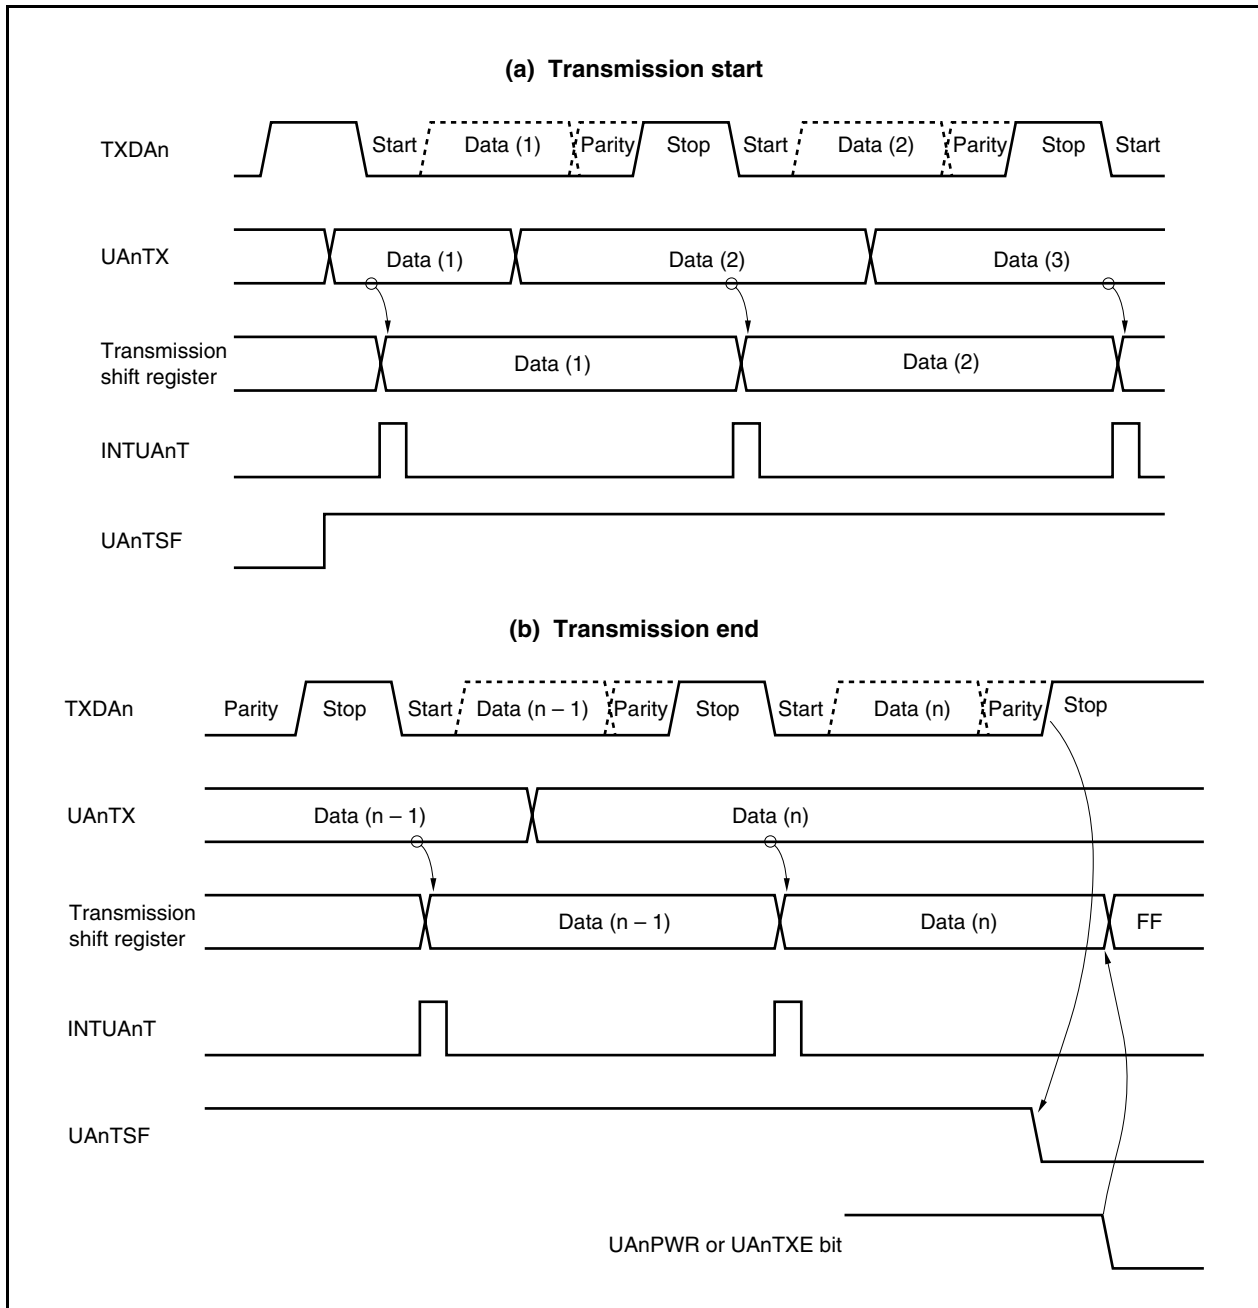 (a) Transmission start
TXDAn
Start Data (1) Parity Stop Start Data (2) Parity Stop Start
UAnTX
Data (1) Data (2) Data (3)
Transmission
shift register
Data (1) Data (2)
INTUAnT
UAnTSF
(b) Transmission end
TXDAn
Parity Stop Start Data (n – 1) Parity Stop Start Data (n) Parity Stop
UAnTX
Data (n – 1) Data (n)
Transmission
shift register
Data (n – 1) Data (n) FF
INTUAnT
UAnTSF
UAnPWR or UAnTXE bit